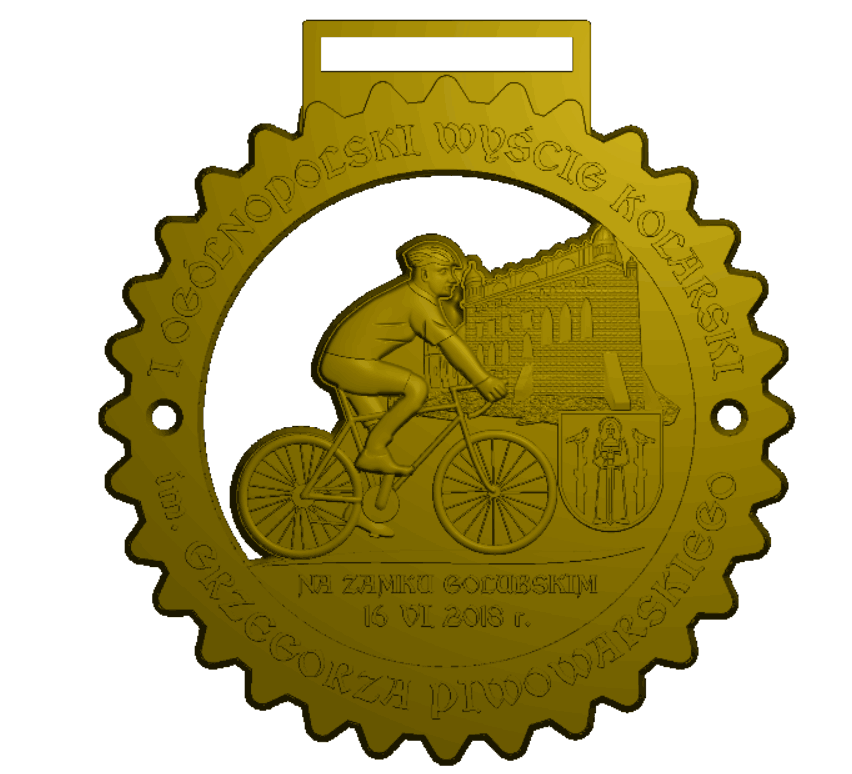 I OGÓLNOPOLSKI WYŚCIG KOLARSKI
im. GRZEGORZA PIWOWARSKIEGO
NA ZAMKU GOLUBSKIM
16 VI 2018 r.